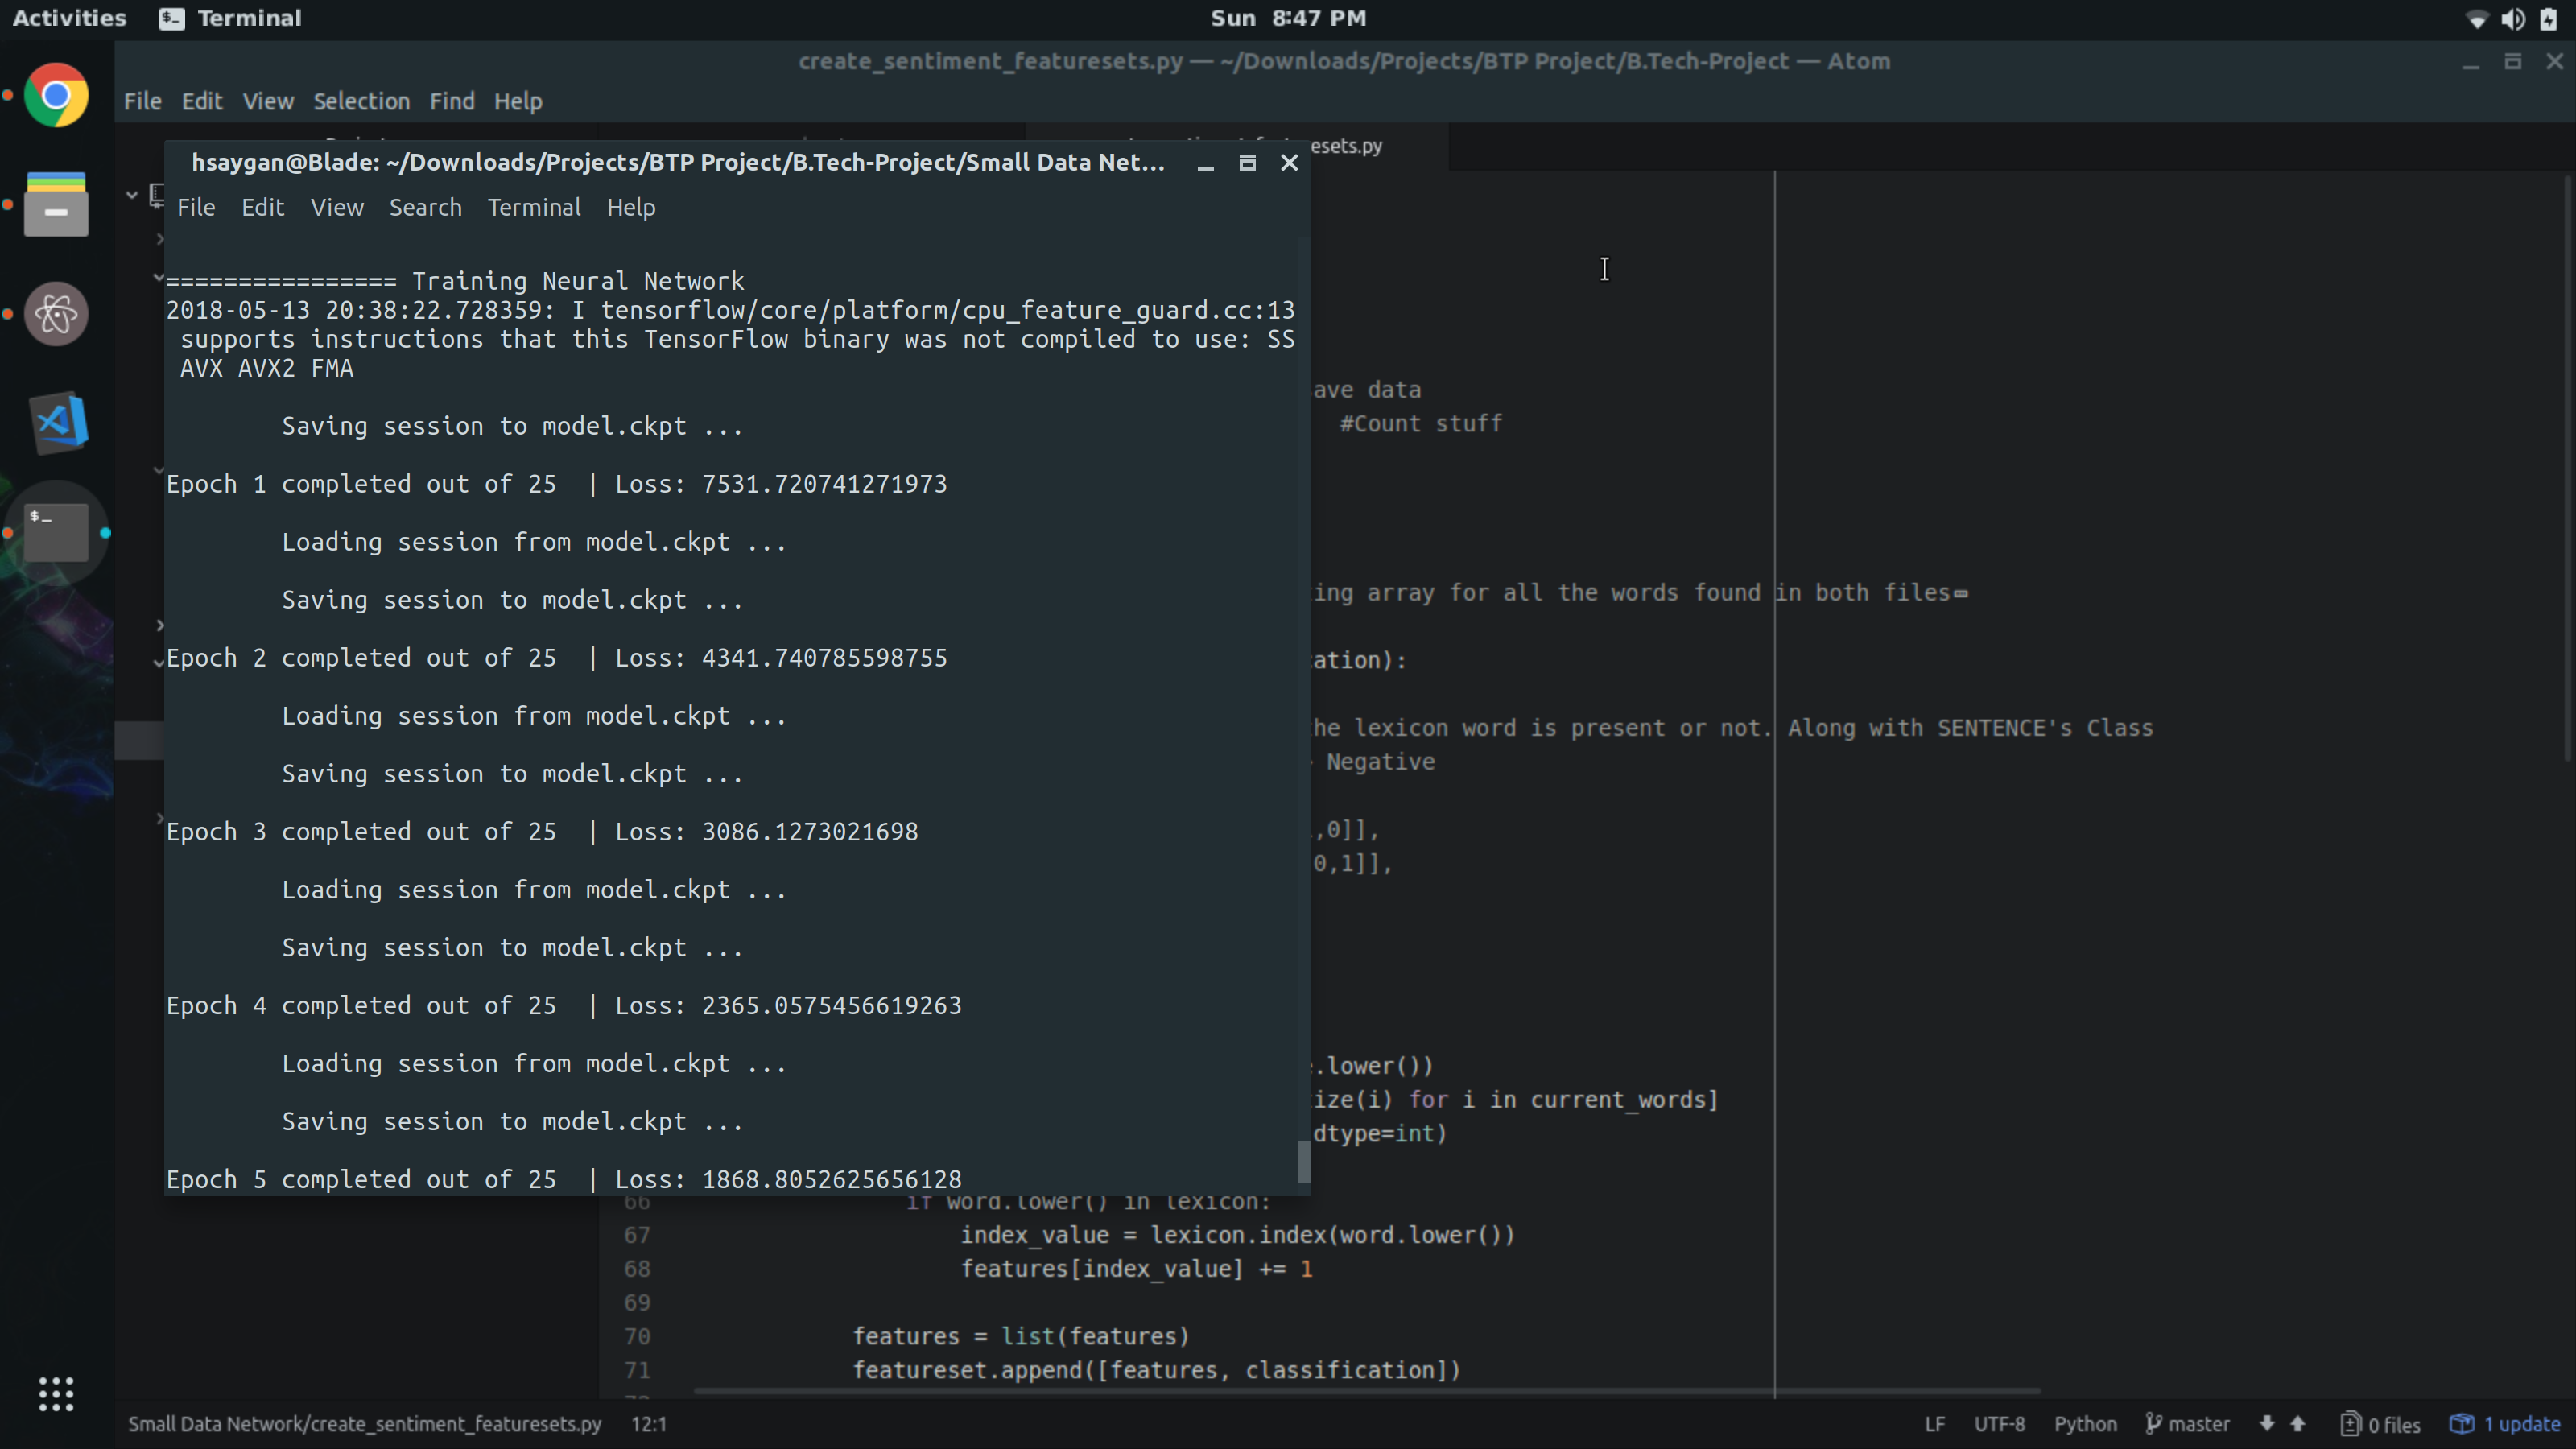 Activities Terminal Sun 8:47 PM
create_sentiment_featuresets.py — ~/Downloads/Projects/BTP Project/B.Tech-Project — Atom
File Edit View Selection Find Help
esets.py
hsaygan@Blade: ~/Downloads/Projects/BTP Project/B.Tech-Project/Small Data Net...
File Edit View Search Terminal Help
================ Training Neural Network
2018-05-13 20:38:22.728359: I tensorflow/core/platform/cpu_feature_guard.cc:13
supports instructions that this TensorFlow binary was not compiled to use: SS
AVX AVX2 FMA
Saving session to model.ckpt ...
Epoch 1 completed out of 25 | Loss: 7531.720741271973
Loading session from model.ckpt ...
Saving session to model.ckpt ...
Epoch 2 completed out of 25 | Loss: 4341.740785598755
Loading session from model.ckpt ...
Saving session to model.ckpt ...
Epoch 3 completed out of 25 | Loss: 3086.1273021698
Loading session from model.ckpt ...
Saving session to model.ckpt ...
Epoch 4 completed out of 25 | Loss: 2365.0575456619263
Loading session from model.ckpt ...
Saving session to model.ckpt ...
Epoch 5 completed out of 25 | Loss: 1868.8052625656128
$_
ave data
#Count stuff
ting array for all the words found in both files
cation):
the lexicon word is present or not. Along with SENTENCE's Class
Negative
,0]],
0,1]],
.lower())
tize(i) for i in current_words]
dtype=int)
66 if word.lower() in lexicon:
67 index_value = lexicon.index(word.lower())
68 features[index_value] += 1
69
70 features = list(features)
71 featureset.append([features, classification])
Small Data Network/create_sentiment_featuresets.py 12:1 LF UTF-8 Python master 0 files 1 update